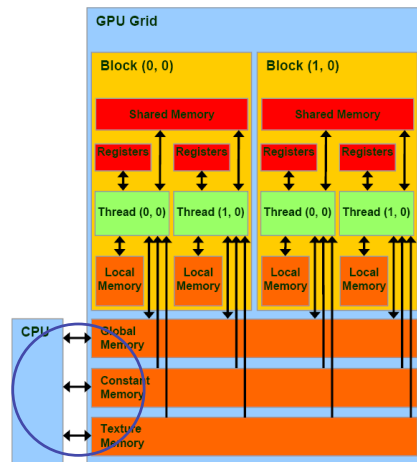 GPU Grid
Block (0, 0)
Block (1, 0)
Shared Memory
Shared Memory
Registers
Registers
Registers
Registers
Thread (0, 0)
Thread (1, 0)
Thread (0, 0)
Thread (1, 0)
Local
Memory
Local
Memory
Local
Memory
Local
Memory
CPU
Global
Memory
Constant
Memory
Texture
Memory